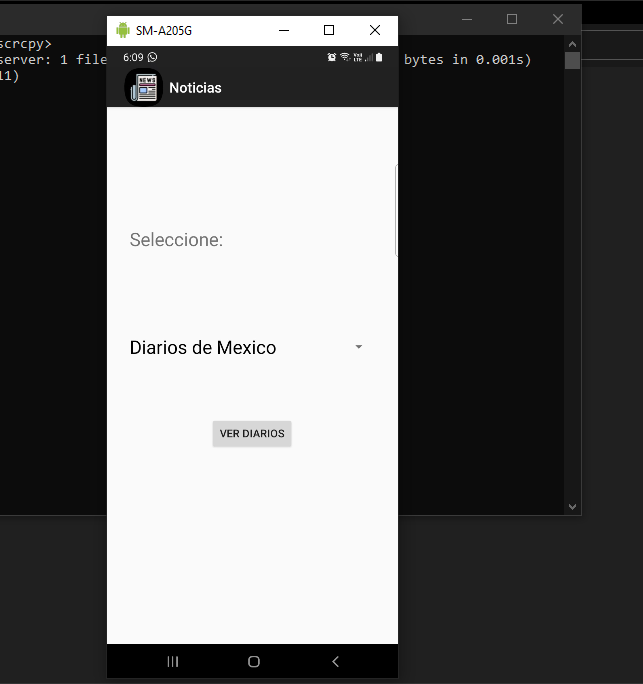 SM-A205G
scrcpy>
server: 1 file
bytes in 0.001s)
11)
6:09
Noticias
NEWS
Seleccione:
Diarios de Mexico
VER DIARIOS